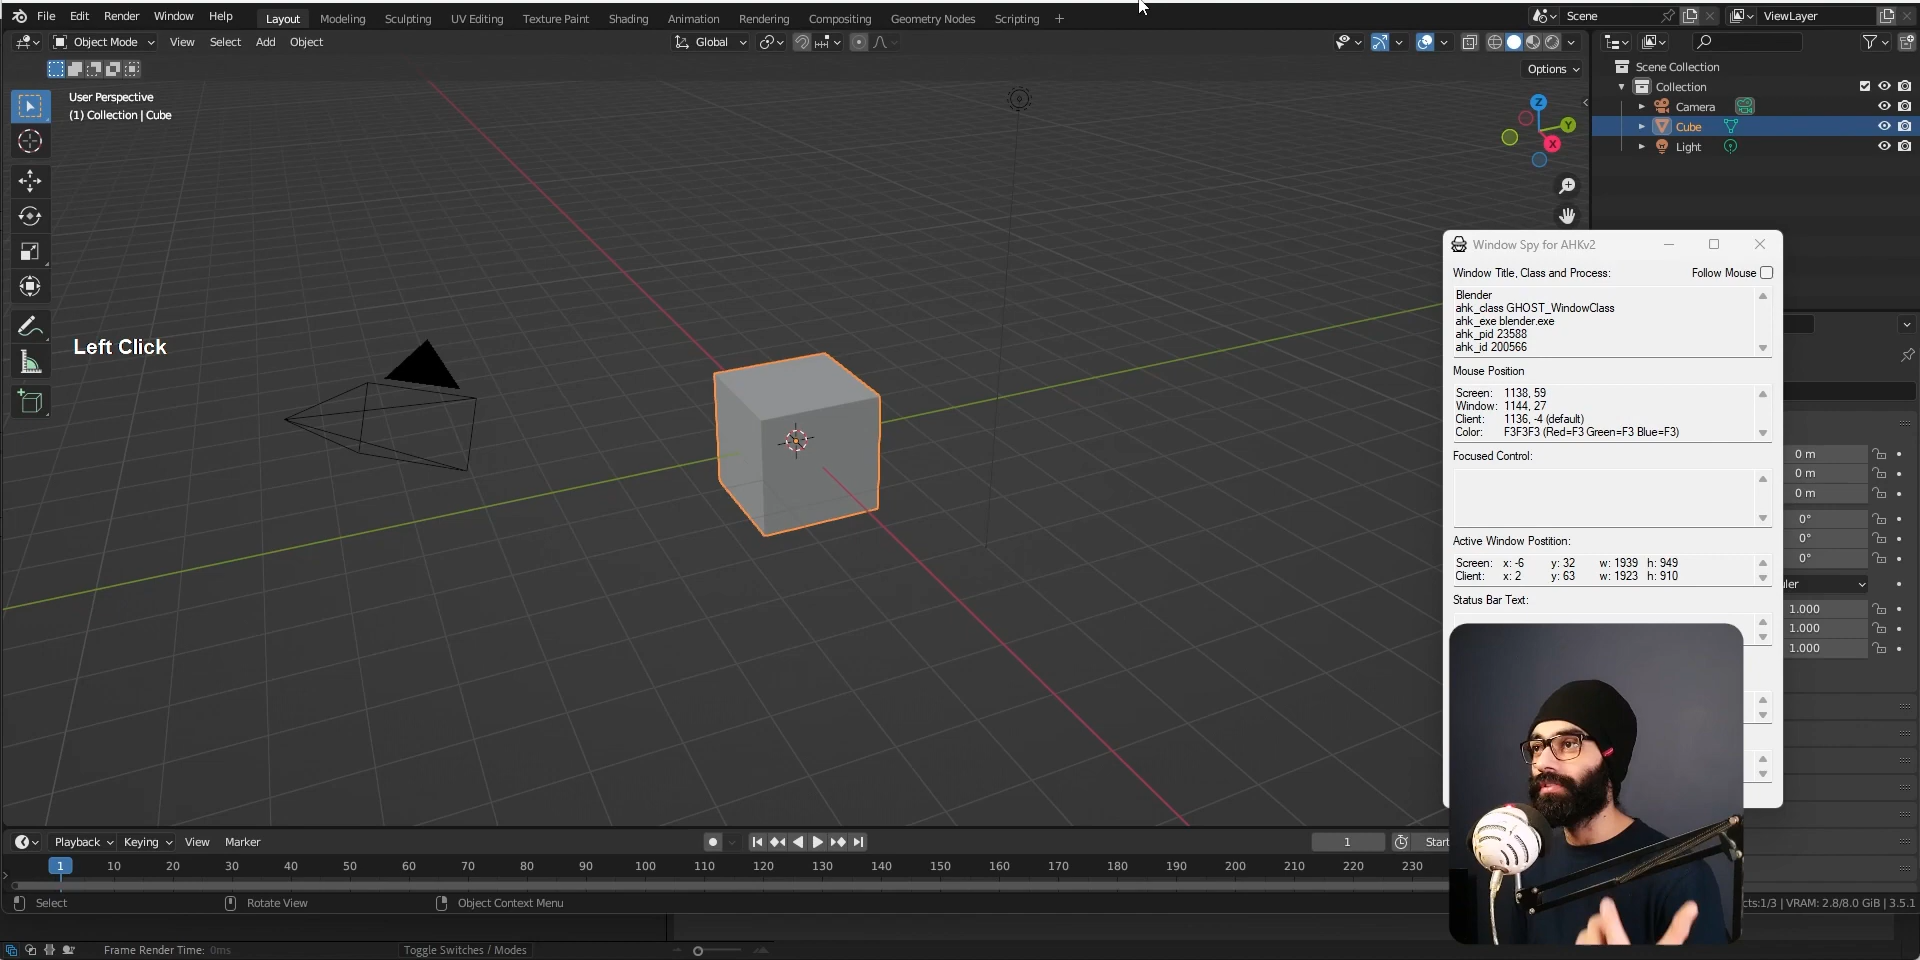 File Edit Render Window Help Layout Modeling Sculpting UV Editing Texture Paint Shading Animation Rendering Compositing Geometry Nodes Scripting + Scene ViewLayer
Object Mode View Select Add Object Global
Options
User Perspective
(1) Collection | Cube
Z
Y
X
Scene Collection
Collection
Camera
Cube
Light
Left Click
Window Spy for AHKv2
Window Title, Class and Process: Follow Mouse
Blender
ahk_class GHOST_WindowClass
ahk_exe blender.exe
ahk_pid 23588
ahk_id 200566
Mouse Position
Screen: 1138, 59
Window: 1144, 27
Client: 1136, -4 (default)
Color: F3F3F3 (Red=F3 Green=F3 Blue=F3)
Focused Control:
Active Window Postition:
Screen: x: -6 y: 32 w: 1939 h: 949
Client: x: 2 y: 63 w: 1923 h: 910
Status Bar Text:
0 m
0 m
0 m
0°
0°
0°
ler
1.000
1.000
1.000
Playback Keying View Marker 1 Start
1 10 20 30 40 50 60 70 80 90 100 110 120 130 140 150 160 170 180 190 200 210 220 230
Select Rotate View Object Context Menu cts:1/3 | VRAM: 2.8/8.0 GiB | 3.5.1
Frame Render Time: 0ms Toggle Switches / Modes